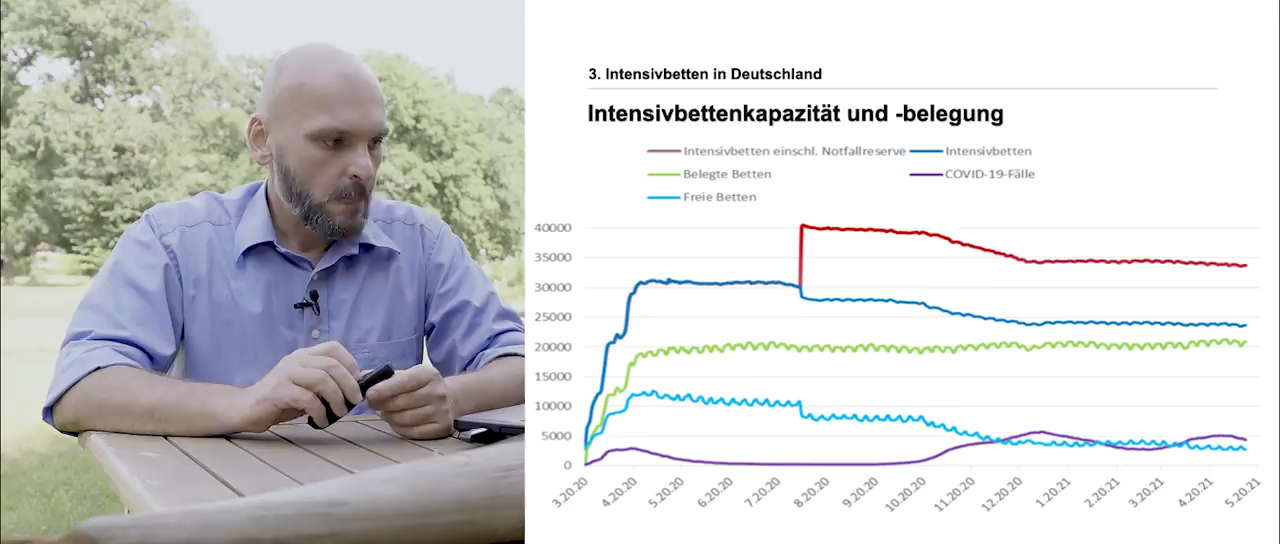 3. Intensivbetten in Deutschland
Intensivbettenkapazität und -belegung
Intensivbetten einschl. Notfallreserve Intensivbetten
Belegte Betten COVID-19-Fälle
Freie Betten
40000
35000
30000
25000
20000
15000
10000
5000
0
3.20.20 4.20.20 5.20.20 6.20.20 7.20.20 8.20.20 9.20.20 10.20.20 11.20.20 12.20.20 1.20.21 2.20.21 3.20.21 4.20.21 5.20.21